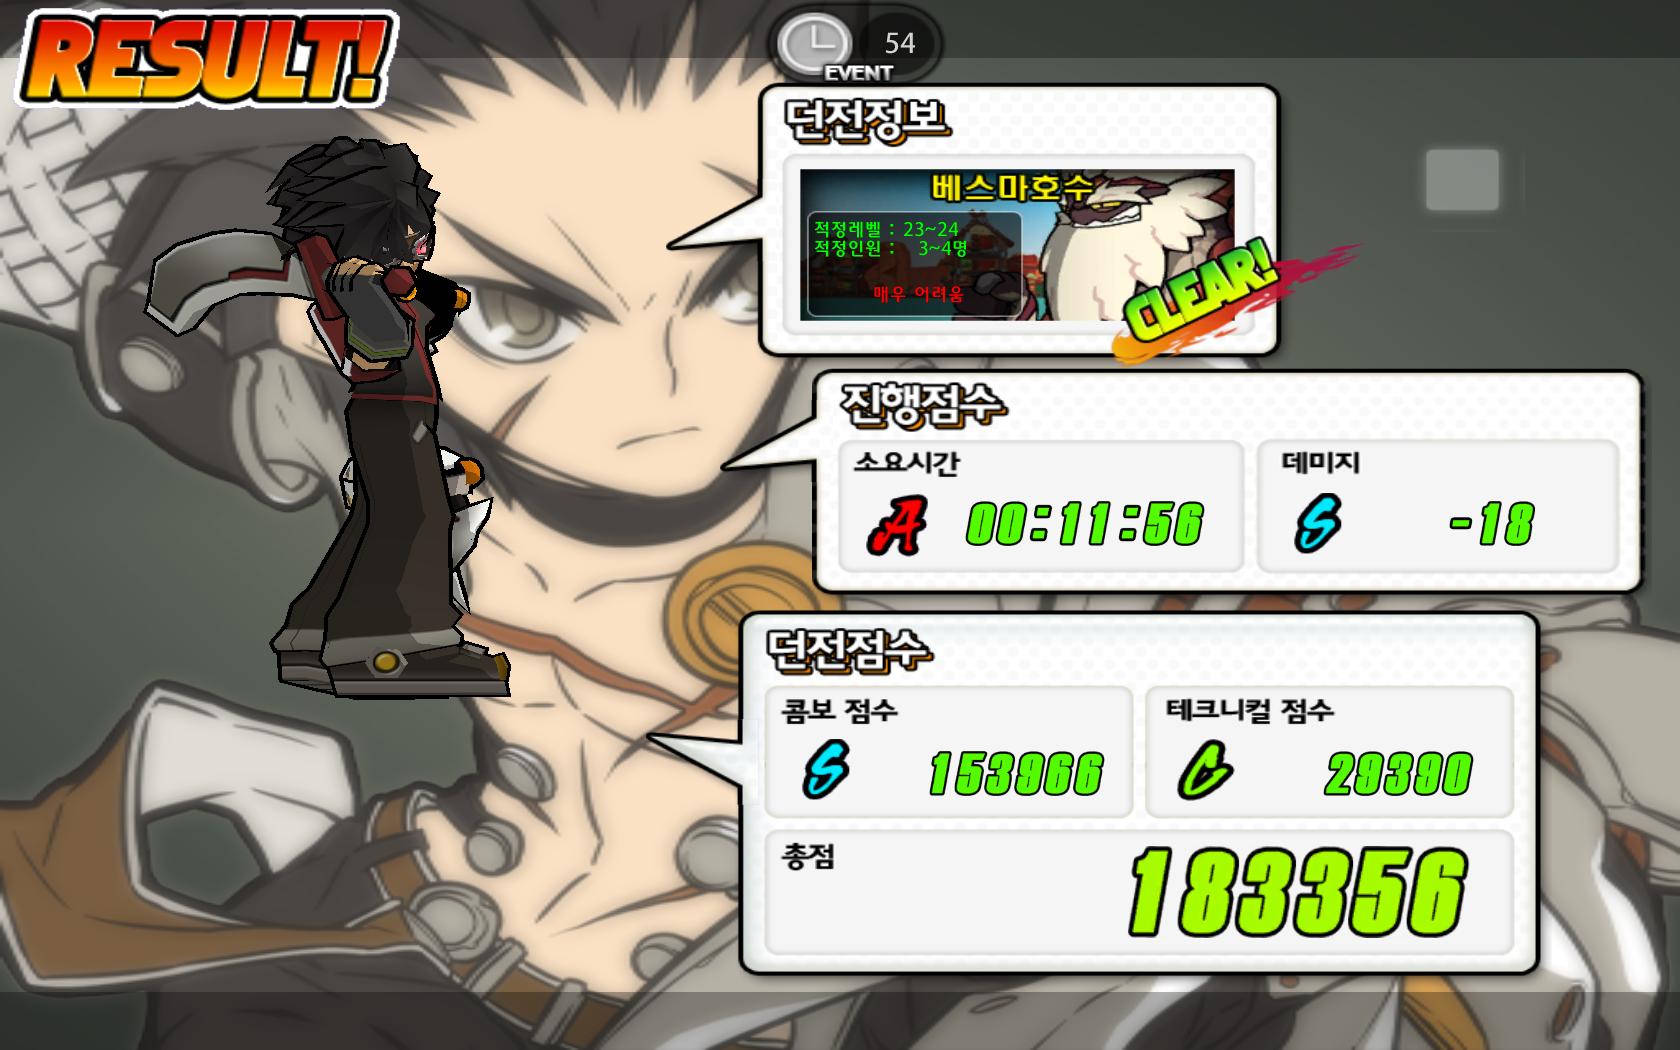 RESULT!
54
EVENT
던전정보
베스마호수
적정레벨 : 23~24
적정인원 : 3~4명
매우 어려움
CLEAR!
진행점수
소요시간
A 00:11:56
데미지
S -18
던전점수
콤보 점수
S 153966
테크니컬 점수
C 29390
총점
183356